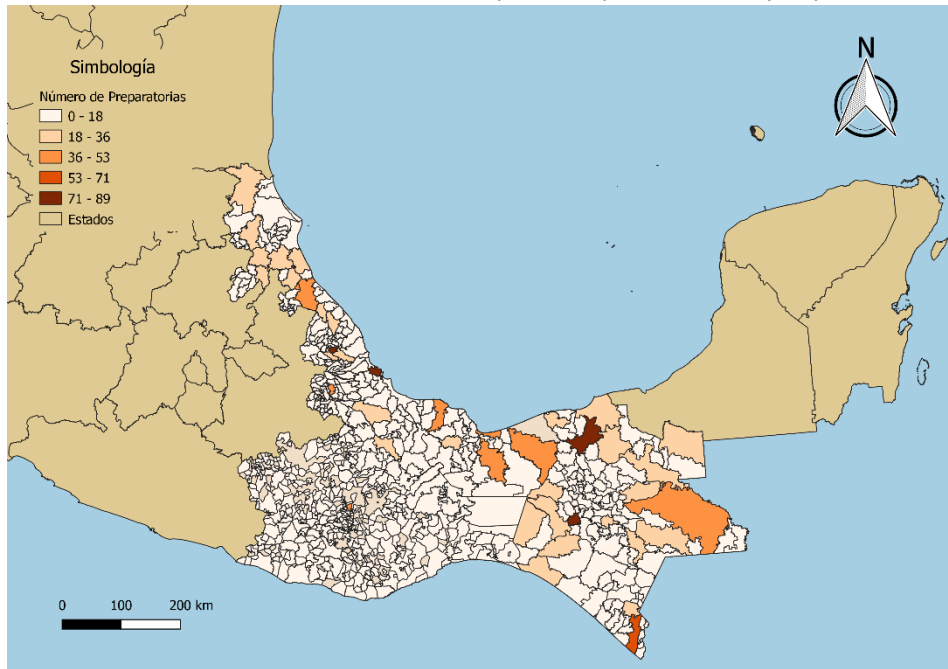 Simbología
Número de Preparatorias
0 - 18
18 - 36
36 - 53
53 - 71
71 - 89
Estados
N
0 100 200 km